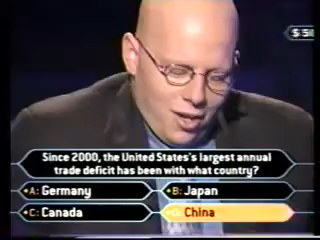 Since 2000, the United States's largest annual
trade deficit has been with what country?
A: Germany
B: Japan
C: Canada
D: China